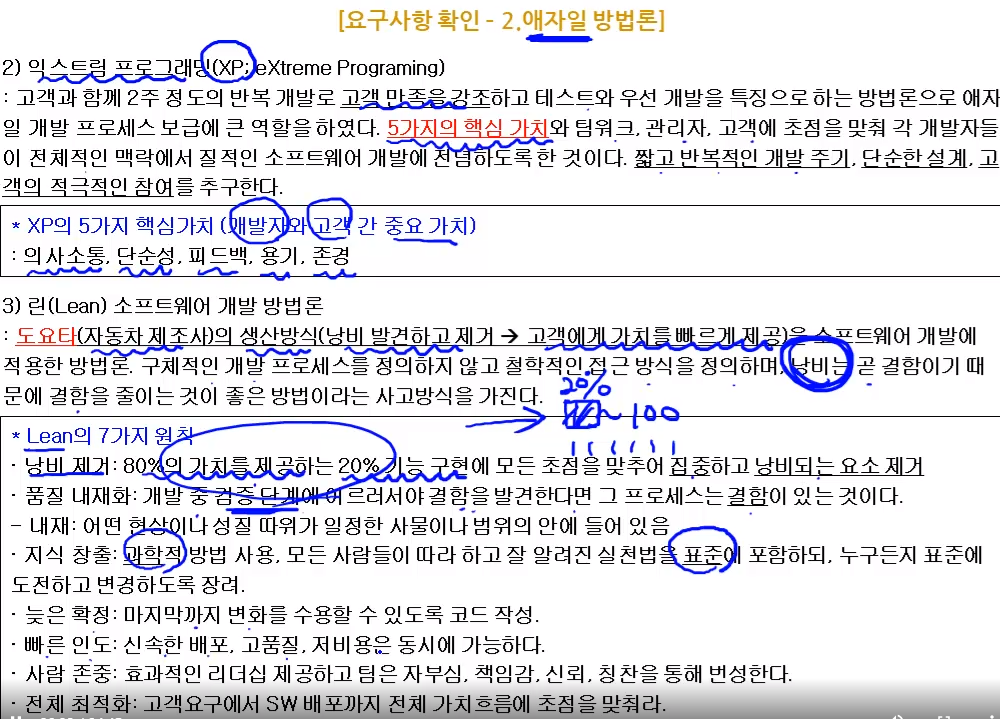 [요구사항 확인 - 2.애자일 방법론]
2) 익스트림 프로그래밍(XP; eXtreme Programing)
: 고객과 함께 2주 정도의 반복 개발로 고객 만족을 강조하고 테스트와 우선 개발을 특징으로 하는 방법론으로 애자
일 개발 프로세스 보급에 큰 역할을 하였다. 5가지의 핵심 가치와 팀워크, 관리자, 고객에 초점을 맞춰 각 개발자들
이 전체적인 맥락에서 질적인 소프트웨어 개발에 전념하도록 한 것이다. 짧고 반복적인 개발 주기, 단순한 설계, 고
객의 적극적인 참여를 추구한다.
* XP의 5가지 핵심가치 (개발자와 고객 간 중요 가치)
: 의사소통, 단순성, 피드백, 용기, 존경
3) 린(Lean) 소프트웨어 개발 방법론
: 도요타(자동차 제조사)의 생산방식(낭비 발견하고 제거 → 고객에게 가치를 빠르게 제공)을 소프트웨어 개발에
적용한 방법론. 구체적인 개발 프로세스를 정의하지 않고 철학적인 접근 방식을 정의하며, 낭비는 곧 결함이기 때
문에 결함을 줄이는 것이 좋은 방법이라는 사고방식을 가진다.
20%
~100
* Lean의 7가지 원칙
· 낭비 제거: 80%의 가치를 제공하는 20% 기능 구현에 모든 초점을 맞추어 집중하고 낭비되는 요소 제거
· 품질 내재화: 개발 중 검증 단계에 이르러서야 결함을 발견한다면 그 프로세스는 결함이 있는 것이다.
- 내재: 어떤 현상이나 성질 따위가 일정한 사물이나 범위의 안에 들어 있음
· 지식 창출: 과학적 방법 사용, 모든 사람들이 따라 하고 잘 알려진 실천법을 표준에 포함하되, 누구든지 표준에
도전하고 변경하도록 장려.
· 늦은 확정: 마지막까지 변화를 수용할 수 있도록 코드 작성.
· 빠른 인도: 신속한 배포, 고품질, 저비용은 동시에 가능하다.
· 사람 존중: 효과적인 리더십 제공하고 팀은 자부심, 책임감, 신뢰, 칭찬을 통해 번성한다.
· 전체 최적화: 고객요구에서 SW 배포까지 전체 가치흐름에 초점을 맞춰라.